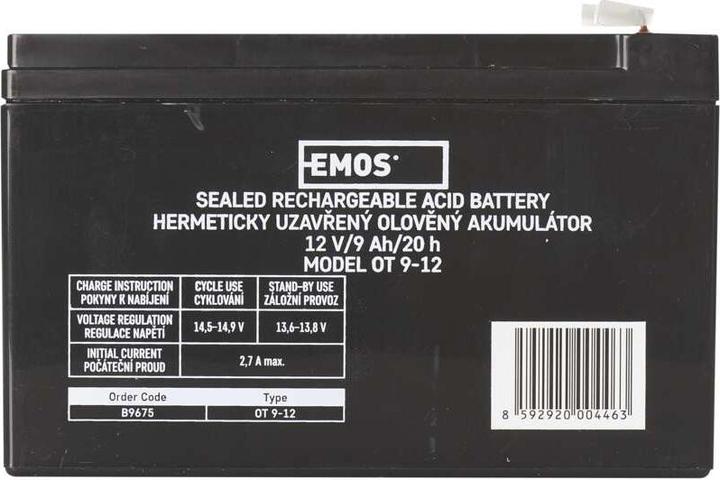 EMOS
SEALED RECHARGEABLE ACID BATTERY
HERMETICKY UZAVŘENÝ OLOVĚNÝ AKUMULÁTOR
12 V/9 Ah/20 h
MODEL OT 9-12
CHARGE INSTRUCTION CYCLE USE STAND-BY USE
POKYNY K NABÍJENÍ CYKLOVÁNÍ ZÁLOŽNÍ PROVOZ
VOLTAGE REGULATION
REGULACE NAPĚTÍ 14,5-14,9 V 13,6-13,8 V
INITIAL CURRENT
POČÁTEČNÍ PROUD 2,7 A max.
Order Code Type
B9675 OT 9-12
8 592920 004463